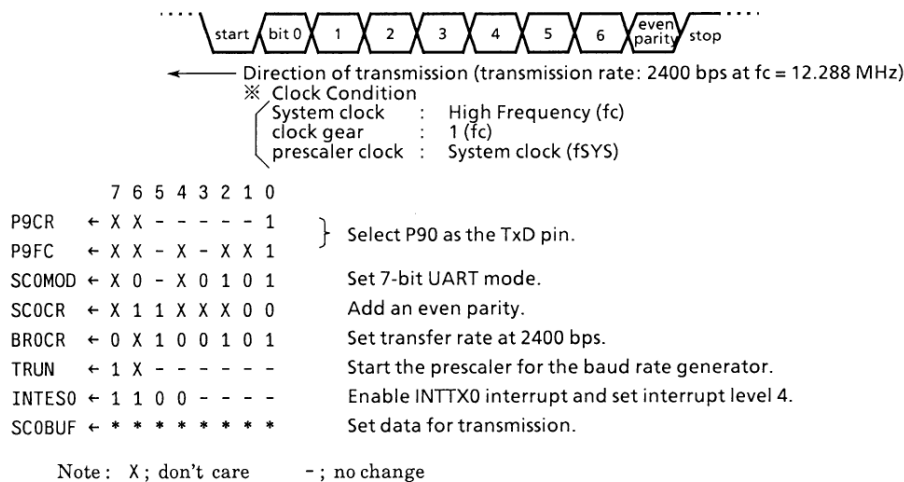 start bit 0 1 2 3 4 5 6 even parity stop
Direction of transmission (transmission rate: 2400 bps at fc = 12.288 MHz)
※ Clock Condition
System clock : High Frequency (fc)
clock gear : 1 (fc)
prescaler clock : System clock (fSYS)
7 6 5 4 3 2 1 0
P9CR ← X X - - - - - 1
Select P90 as the TxD pin.
P9FC ← X X - X - X X 1
SC0MOD ← X 0 - X 0 1 0 1 Set 7-bit UART mode.
SC0CR ← X 1 1 X X X 0 0 Add an even parity.
BR0CR ← 0 X 1 0 0 1 0 1 Set transfer rate at 2400 bps.
TRUN ← 1 X - - - - - - Start the prescaler for the baud rate generator.
INTES0 ← 1 1 0 0 - - - - Enable INTTX0 interrupt and set interrupt level 4.
SC0BUF ← * * * * * * * * Set data for transmission.
Note : X ; don't care - ; no change